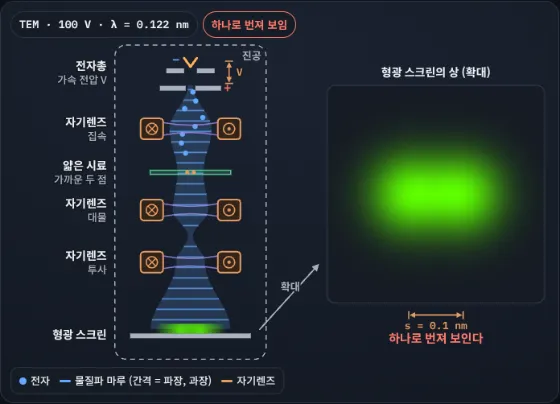 TEM · 100 V · λ = 0.122 nm
하나로 번져 보임
진공
전자총
가속 전압 V
−
V
+
자기렌즈
집속
얇은 시료
가까운 두 점
자기렌즈
대물
자기렌즈
투사
형광 스크린
확대
형광 스크린의 상 (확대)
s = 0.1 nm
하나로 번져 보인다
전자
물질파 마루 (간격 = 파장, 과장)
자기렌즈